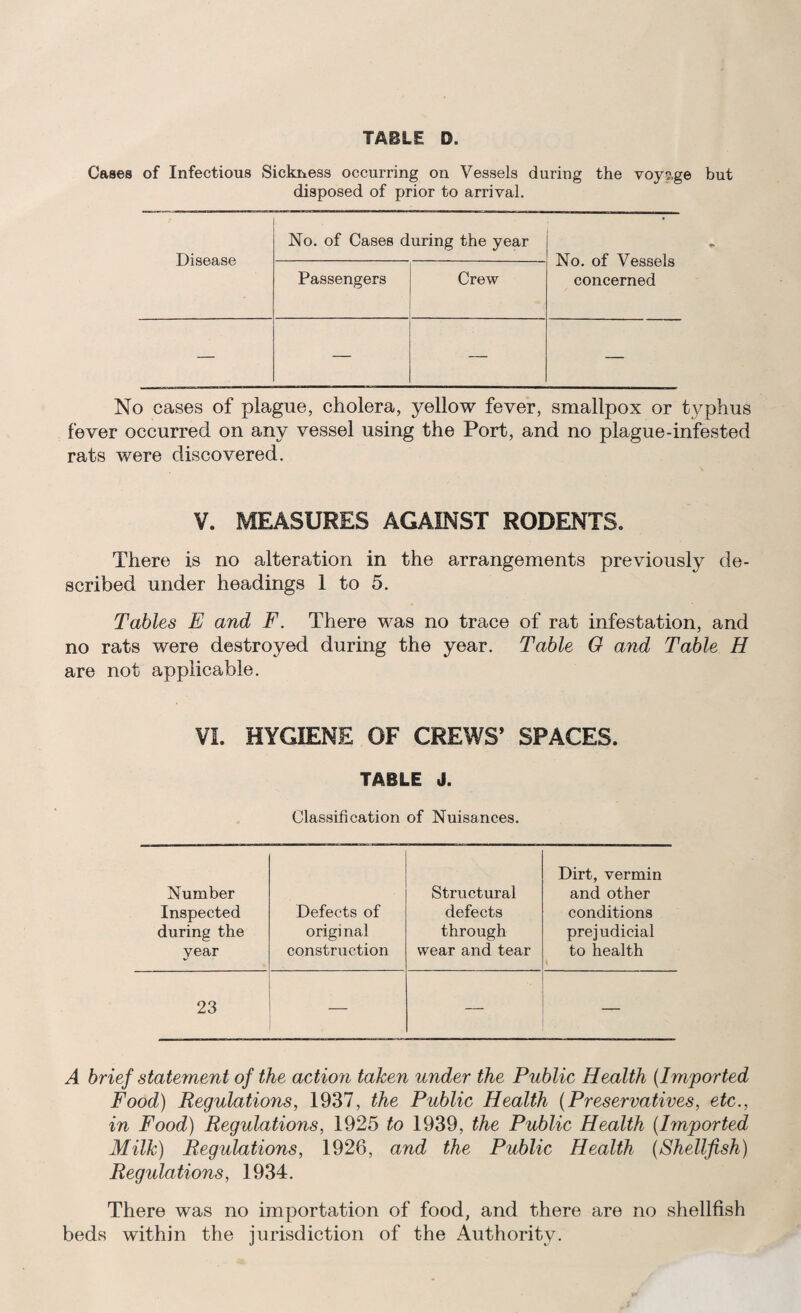 TABLE D.
Cases of Infectious Sickness occurring on Vessels during the voyage but
disposed of prior to arrival.
Disease
No. of Cases during the year
Passengers
Crew
No. of Vessels
concerned
— — — —
No cases of plague, cholera, yellow fever, smallpox or typhus
fever occurred on any vessel using the Port, and no plague-infested
rats were discovered.
V. MEASURES AGAINST RODENTS.
There is no alteration in the arrangements previously de-
scribed under headings 1 to 5.
Tables E and F. There was no trace of rat infestation, and
no rats were destroyed during the year. Table G and Table H
are not applicable.
VI. HYGIENE OF CREWS' SPACES.
TABLE J.
Classification of Nuisances.
Number
Inspected
during the
year
Defects of
original
construction
Structural
defects
through
wear and tear
Dirt, vermin
and other
conditions
prejudicial
to health
23 — — —
A brief statement of the action taken under the Public Health (Imported
Food) Regulations, 1937, the Public Health (Preservatives, etc.,
in Food) Regulations, 1925 to 1939, the Public Health (Imported
Milk) Regulations, 1926, and the Public Health (Shellfish)
Regulations, 1934.
There was no importation of food, and there are no shellfish
beds within the jurisdiction of the Authority.